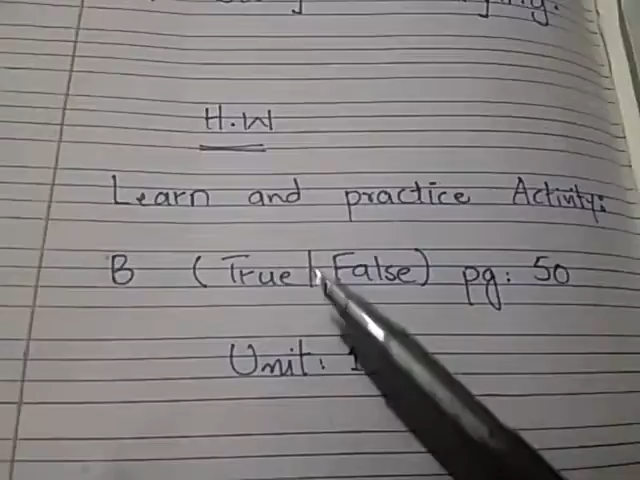 H.W
Learn and practice Activity:
B (True | False) pg: 50
Unit: